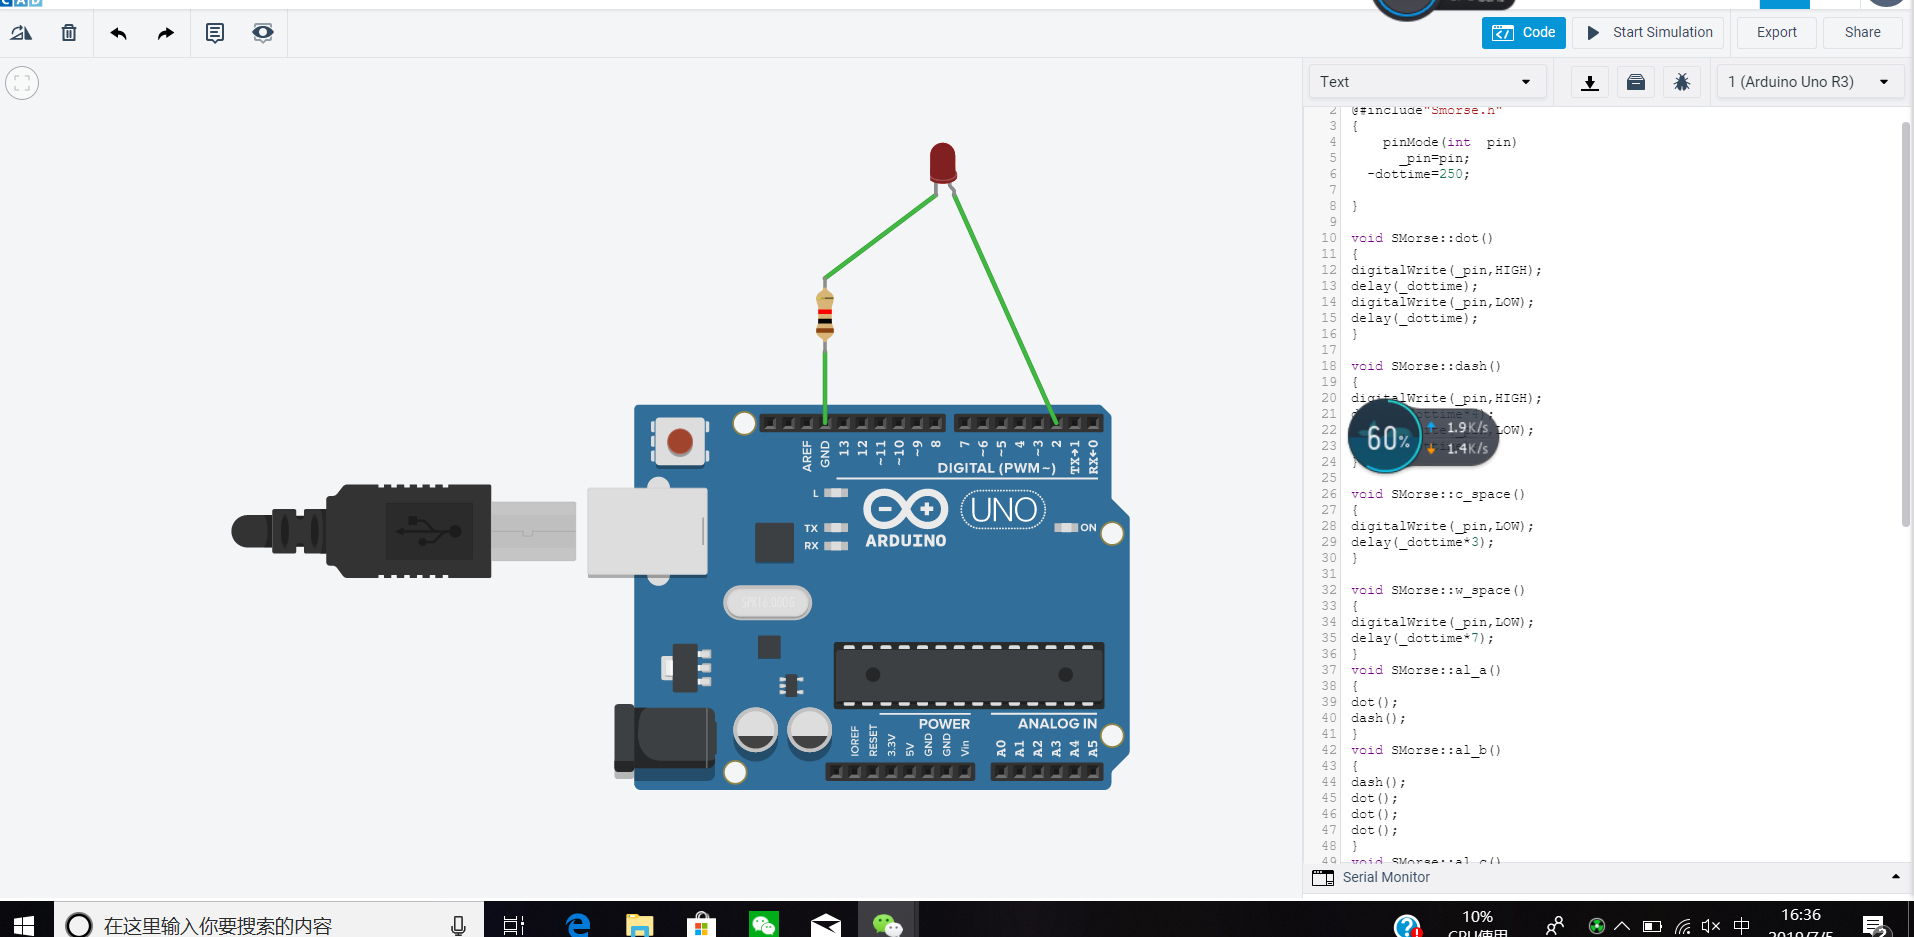 CAD
Code
Start Simulation
Export
Share
Text
1 (Arduino Uno R3)
2 @#include"Smorse.h"
3 {
4 pinMode(int pin)
5 _pin=pin;
6 -dottime=250;
7
8 }
9
10 void SMorse::dot()
11 {
12 digitalWrite(_pin,HIGH);
13 delay(_dottime);
14 digitalWrite(_pin,LOW);
15 delay(_dottime);
16 }
17
18 void SMorse::dash()
19 {
20 digitalWrite(_pin,HIGH);
21
22 LOW);
23
24 }
25
26 void SMorse::c_space()
27 {
28 digitalWrite(_pin,LOW);
29 delay(_dottime*3);
30 }
31
32 void SMorse::w_space()
33 {
34 digitalWrite(_pin,LOW);
35 delay(_dottime*7);
36 }
37 void SMorse::al_a()
38 {
39 dot();
40 dash();
41 }
42 void SMorse::al_b()
43 {
44 dash();
45 dot();
46 dot();
47 dot();
48 }
49 void SMorse::al_c()
60%
1.9K/s
1.4K/s
Serial Monitor
AREF
GND
13
12
~11
~10
~9
8
7
~6
~5
4
~3
2
TX→1
RX←0
DIGITAL (PWM~)
L
TX
RX
ARDUINO
UNO
ON
SPK16.000G
POWER
ANALOG IN
IOREF
RESET
3.3V
5V
GND
GND
Vin
A0
A1
A2
A3
A4
A5
在这里输入你要搜索的内容
10%
CPU使用
中
16:36
2019/7/5
2